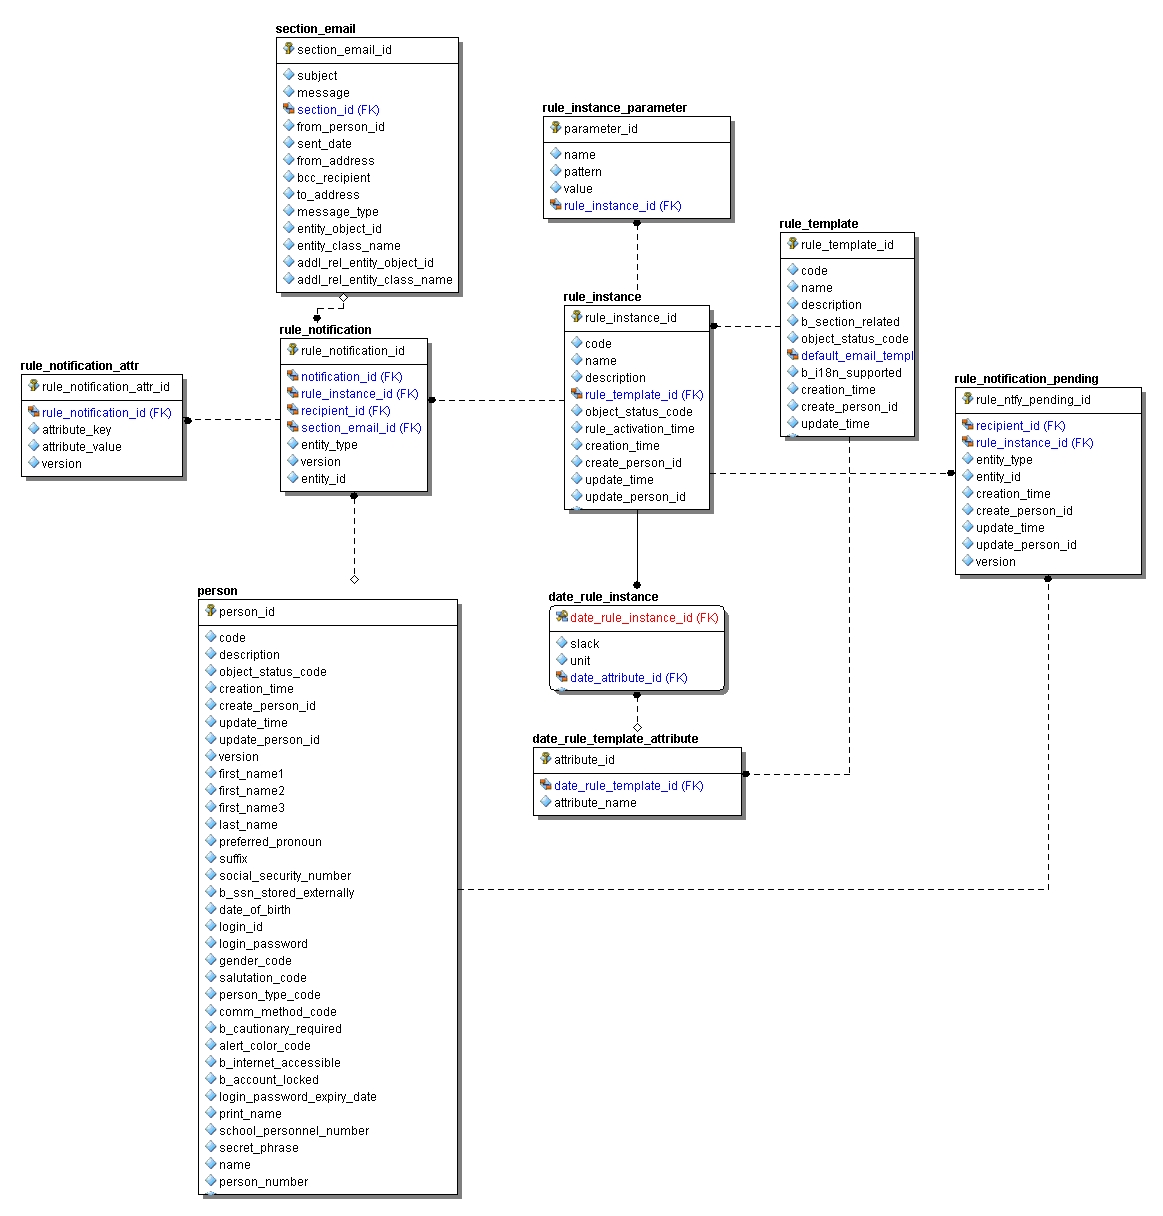 section_email
section_email_id
subject
message
section_id (FK)
from_person_id
sent_date
from_address
bcc_recipient
to_address
message_type
entity_object_id
entity_class_name
addl_rel_entity_object_id
addl_rel_entity_class_name
rule_instance_parameter
parameter_id
name
pattern
value
rule_instance_id (FK)
rule_template
rule_template_id
code
name
description
b_section_related
object_status_code
default_email_templ
b_i18n_supported
creation_time
create_person_id
update_time
rule_instance
rule_instance_id
code
name
description
rule_template_id (FK)
object_status_code
rule_activation_time
creation_time
create_person_id
update_time
update_person_id
rule_notification
rule_notification_id
notification_id (FK)
rule_instance_id (FK)
recipient_id (FK)
section_email_id (FK)
entity_type
version
entity_id
rule_notification_attr
rule_notification_attr_id
rule_notification_id (FK)
attribute_key
attribute_value
version
rule_notification_pending
rule_ntfy_pending_id
recipient_id (FK)
rule_instance_id (FK)
entity_type
entity_id
creation_time
create_person_id
update_time
update_person_id
version
date_rule_instance
date_rule_instance_id (FK)
slack
unit
date_attribute_id (FK)
date_rule_template_attribute
attribute_id
date_rule_template_id (FK)
attribute_name
person
person_id
code
description
object_status_code
creation_time
create_person_id
update_time
update_person_id
version
first_name1
first_name2
first_name3
last_name
preferred_pronoun
suffix
social_security_number
b_ssn_stored_externally
date_of_birth
login_id
login_password
gender_code
salutation_code
person_type_code
comm_method_code
b_cautionary_required
alert_color_code
b_internet_accessible
b_account_locked
login_password_expiry_date
print_name
school_personnel_number
secret_phrase
name
person_number